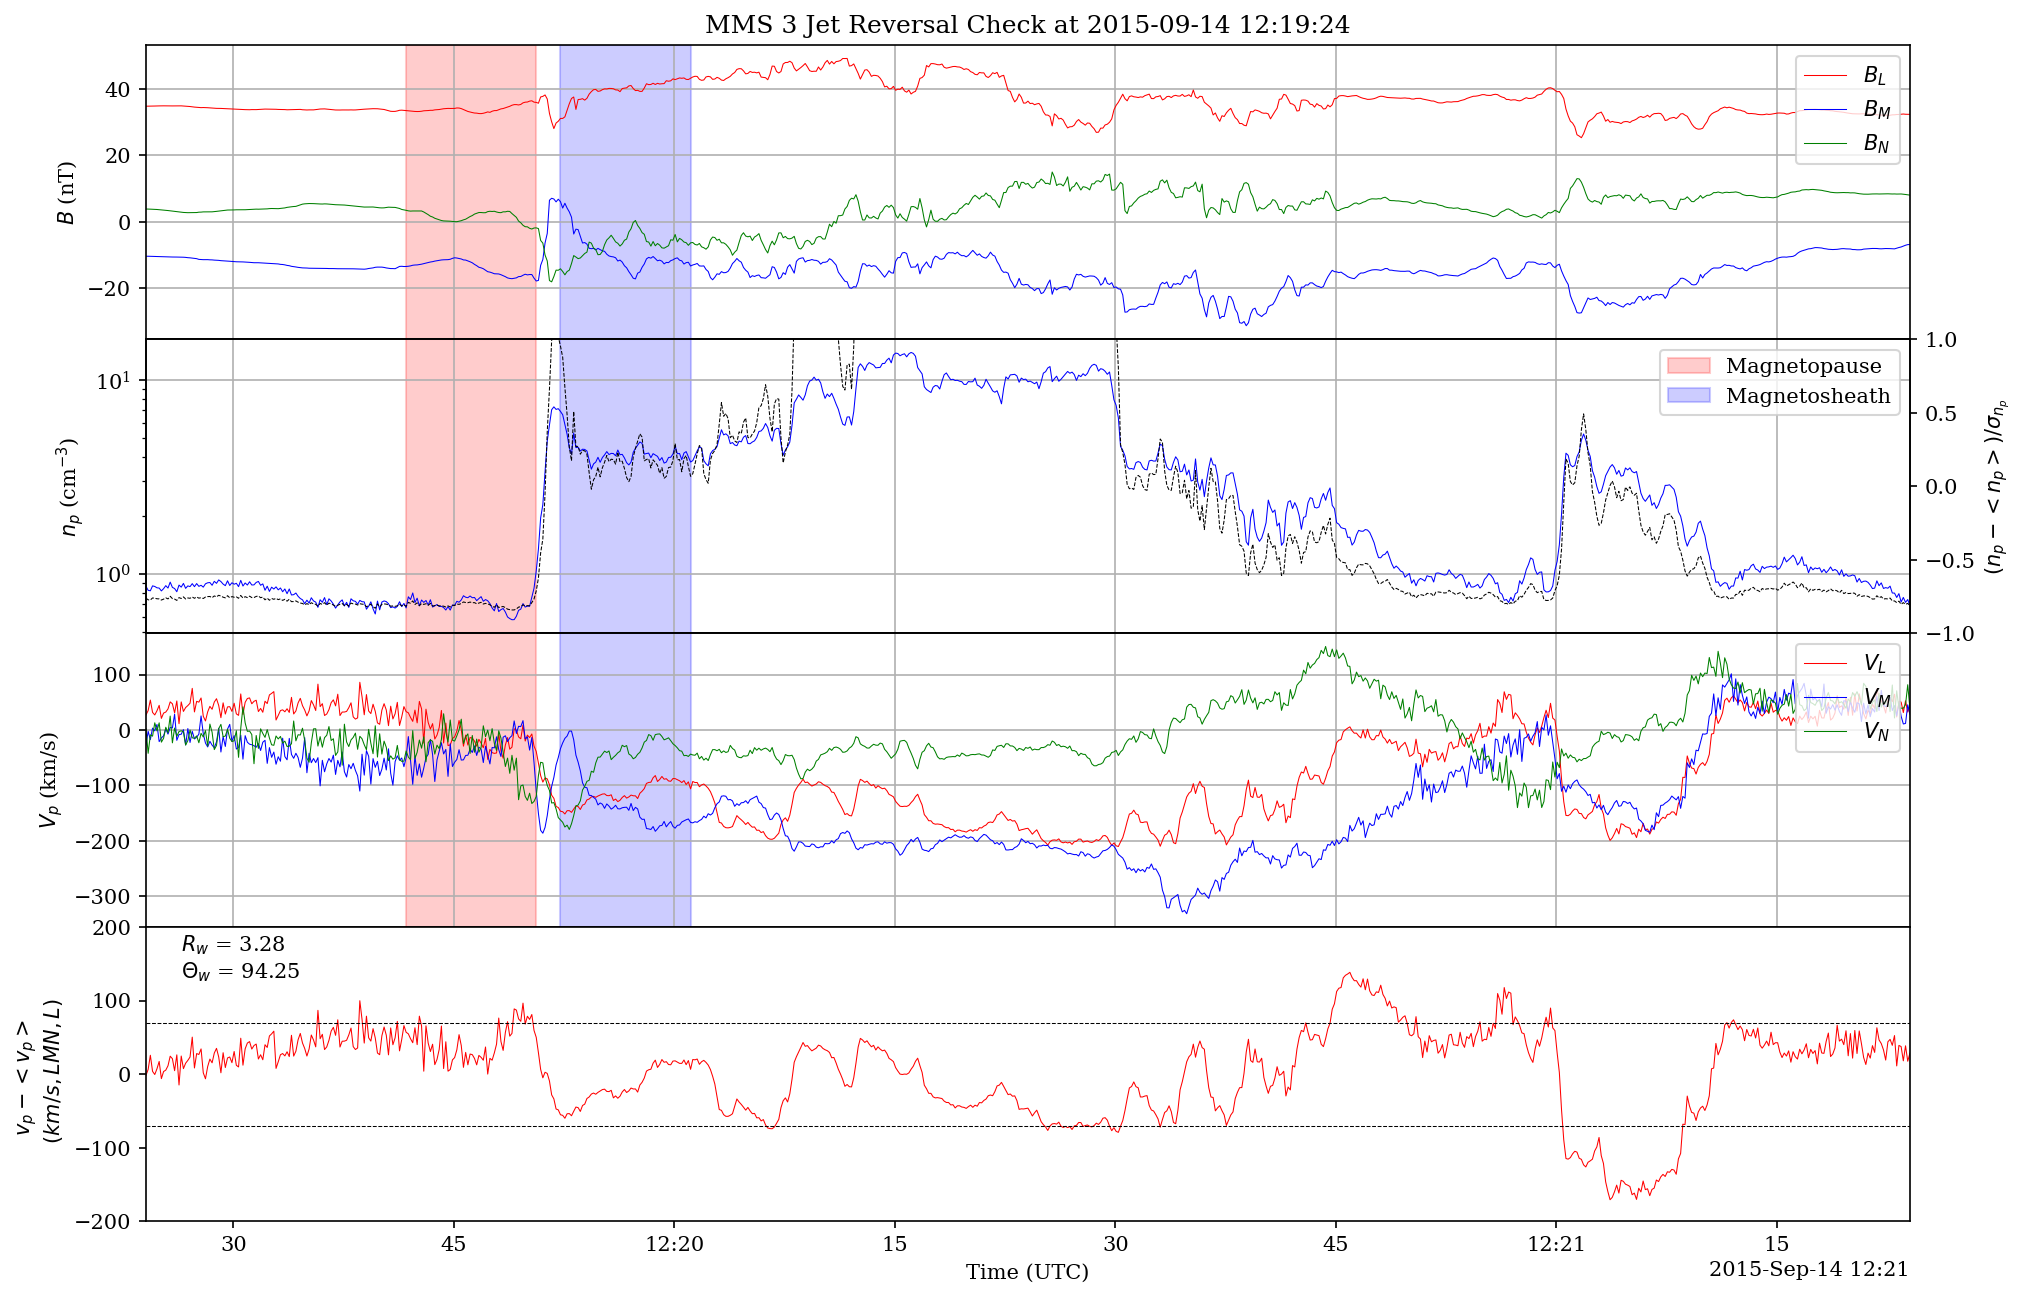 MMS 3 Jet Reversal Check at 2015-09-14 12:19:24
40
20
0
−20
B (nT)
B_L
B_M
B_N
10^1
10^0
n_p (cm^−3)
Magnetopause
Magnetosheath
1.0
0.5
0.0
−0.5
−1.0
(n_p − < n_p >)/σ_{n_p}
100
0
−100
−200
−300
V_p (km/s)
V_L
V_M
V_N
200
100
0
−100
−200
v_p − < v_p >
(km/s, LMN, L)
R_w = 3.28
Θ_w = 94.25
30 45 12:20 15 30 45 12:21 15
Time (UTC)
2015-Sep-14 12:21